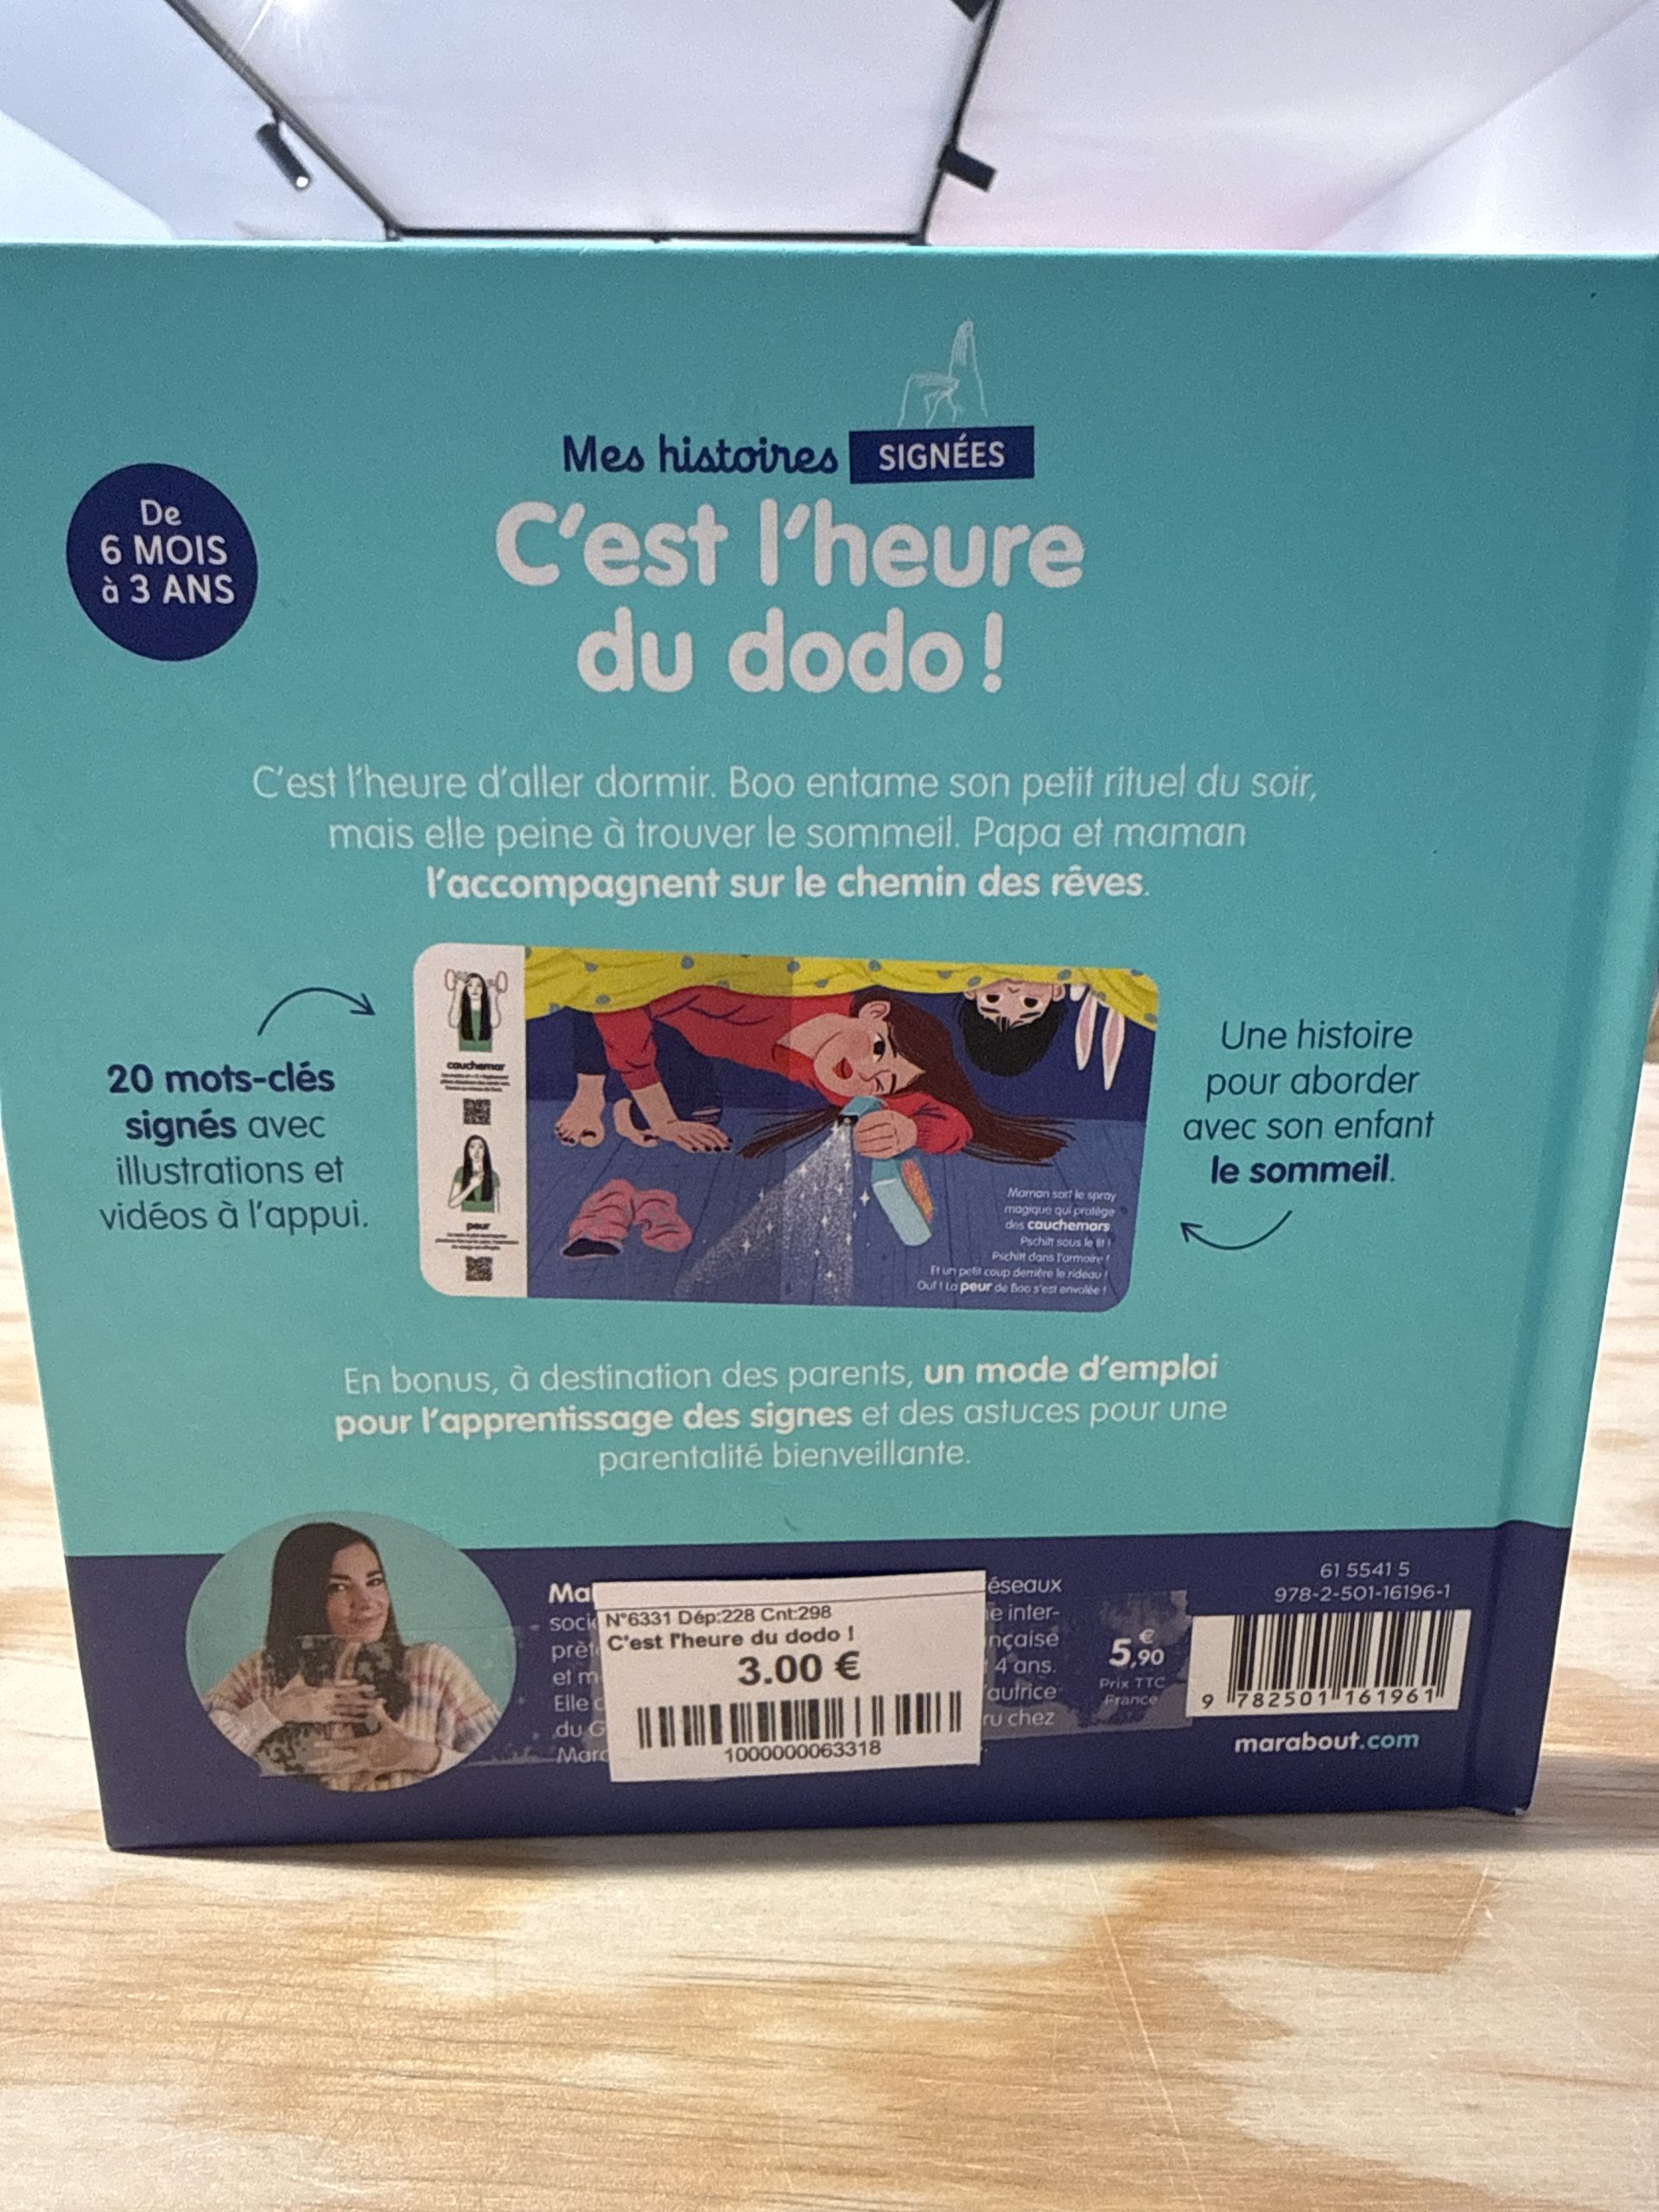 Mes histoires SIGNÉES
C'est l'heure
du dodo !
De
6 MOIS
à 3 ANS
C'est l'heure d'aller dormir. Boo entame son petit rituel du soir,
mais elle peine à trouver le sommeil. Papa et maman
l'accompagnent sur le chemin des rêves.
20 mots-clés
signés avec
illustrations et
vidéos à l'appui.
cauchemar
peur
Maman sort le spray
magique qui protège
des cauchemars
Pschitt sous le lit !
Pschitt dans l'armoire !
Et un petit coup derrière le rideau !
Ouf ! La peur de Boo s'est envolée !
Une histoire
pour aborder
avec son enfant
le sommeil.
En bonus, à destination des parents, un mode d'emploi
pour l'apprentissage des signes et des astuces pour une
parentalité bienveillante.
et
Elle
du
4 ans.
chez
N°6331 Dép:228 Cnt:298
C'est l'heure du dodo !
3.00 €
1000000063318
5,€90
Prix TTC
France
61 5541 5
978-2-501-16196-1
9 782501 161961
marabout.com